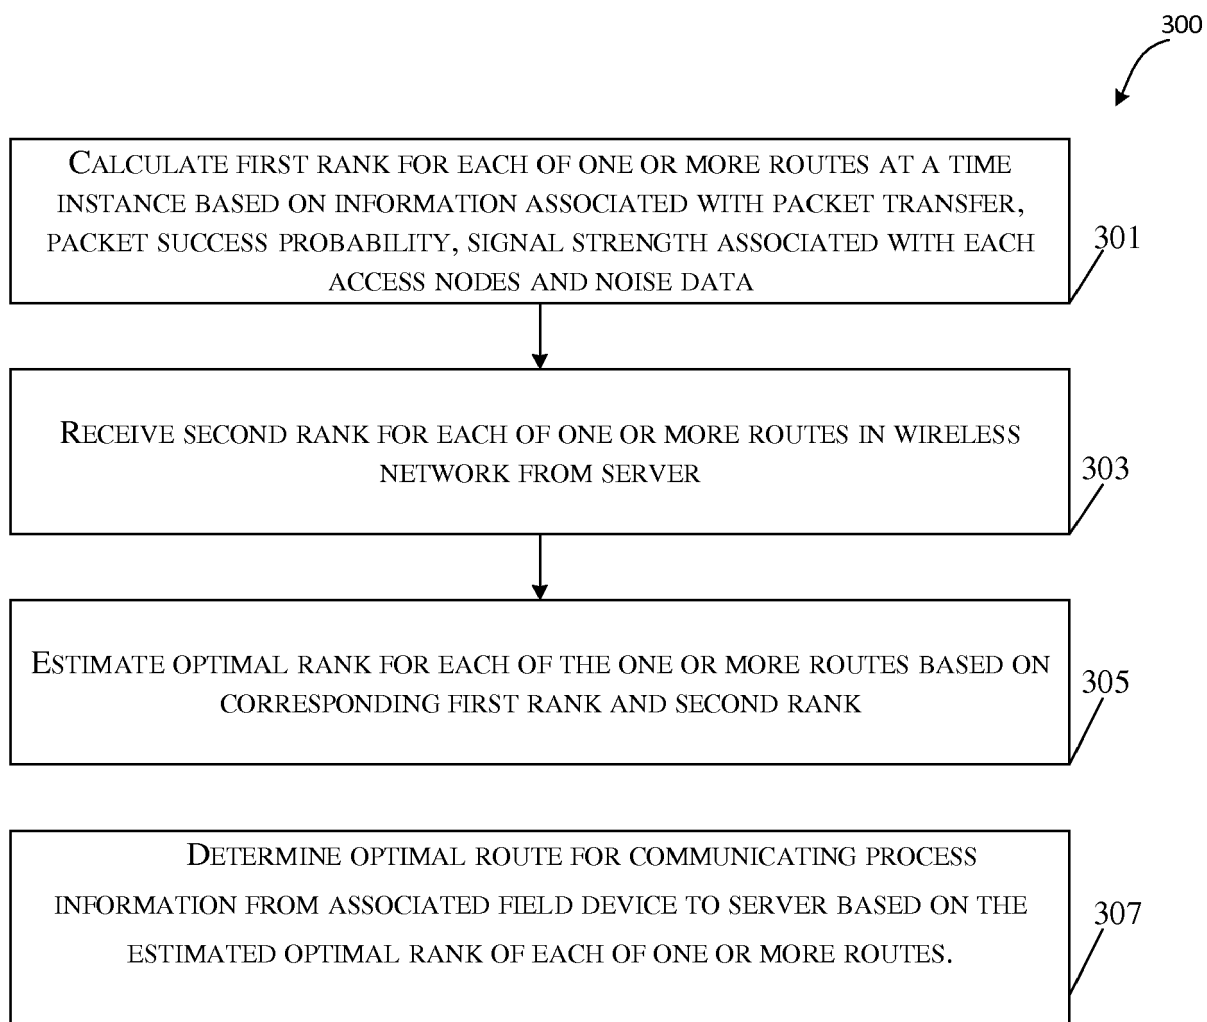 300
CALCULATE FIRST RANK FOR EACH OF ONE OR MORE ROUTES AT A TIME
INSTANCE BASED ON INFORMATION ASSOCIATED WITH PACKET TRANSFER,
PACKET SUCCESS PROBABILITY, SIGNAL STRENGTH ASSOCIATED WITH EACH
ACCESS NODES AND NOISE DATA
301
RECEIVE SECOND RANK FOR EACH OF ONE OR MORE ROUTES IN WIRELESS
NETWORK FROM SERVER
303
ESTIMATE OPTIMAL RANK FOR EACH OF THE ONE OR MORE ROUTES BASED ON
CORRESPONDING FIRST RANK AND SECOND RANK
305
DETERMINE OPTIMAL ROUTE FOR COMMUNICATING PROCESS
INFORMATION FROM ASSOCIATED FIELD DEVICE TO SERVER BASED ON THE
ESTIMATED OPTIMAL RANK OF EACH OF ONE OR MORE ROUTES.
307